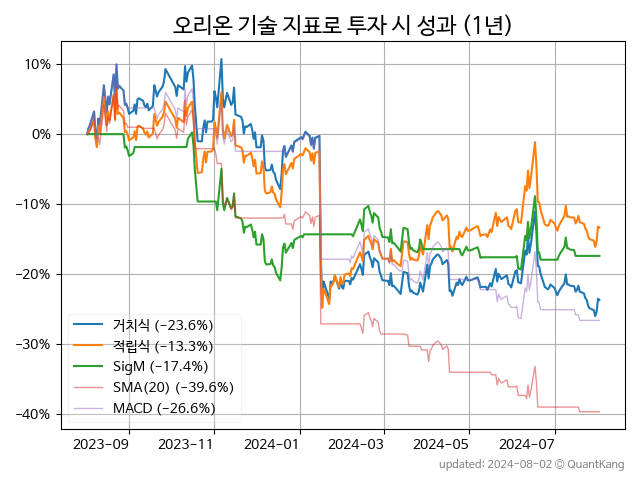 오리온 기술 지표로 투자 시 성과 (1년)
10%
0%
−10%
−20%
−30%
−40%
거치식 (−23.6%)
적립식 (−13.3%)
SigM (−17.4%)
SMA(20) (−39.6%)
MACD (−26.6%)
2023−09 2023−11 2024−01 2024−03 2024−05 2024−07
updated: 2024-08-02 © QuantKang